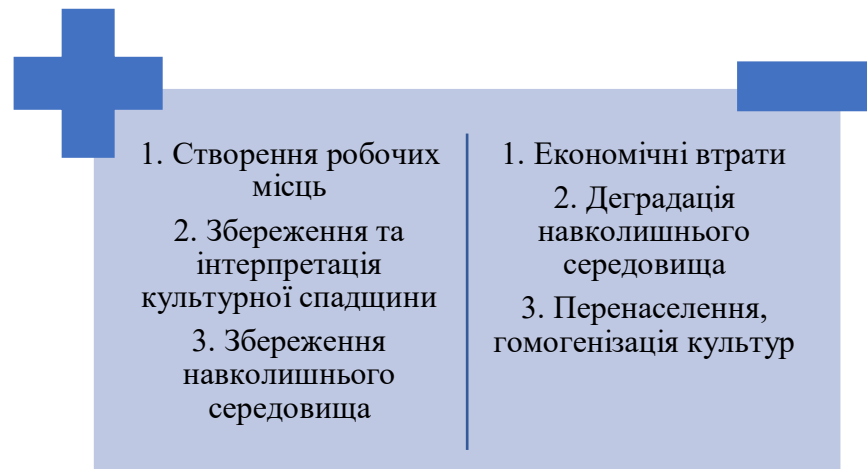 1. Створення робочих
місць
2. Збереження та
інтерпретація
культурної спадщини
3. Збереження
навколишнього
середовища
1. Економічні втрати
2. Деградація
навколишнього
середовища
3. Перенаселення,
гомогенізація культур